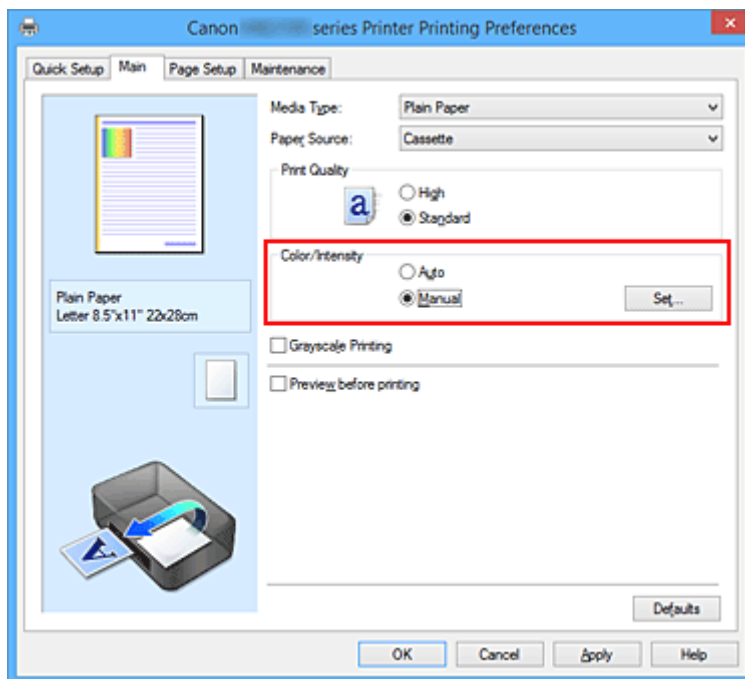 Canon series Printer Printing Preferences
Quick Setup Main Page Setup Maintenance
Media Type: Plain Paper
Paper Source: Cassette
Print Quality
a
High
Standard
Color/Intensity
Auto
Manual Set...
Plain Paper
Letter 8.5"x11" 22x28cm
Grayscale Printing
Preview before printing
A
Defaults
OK Cancel Apply Help